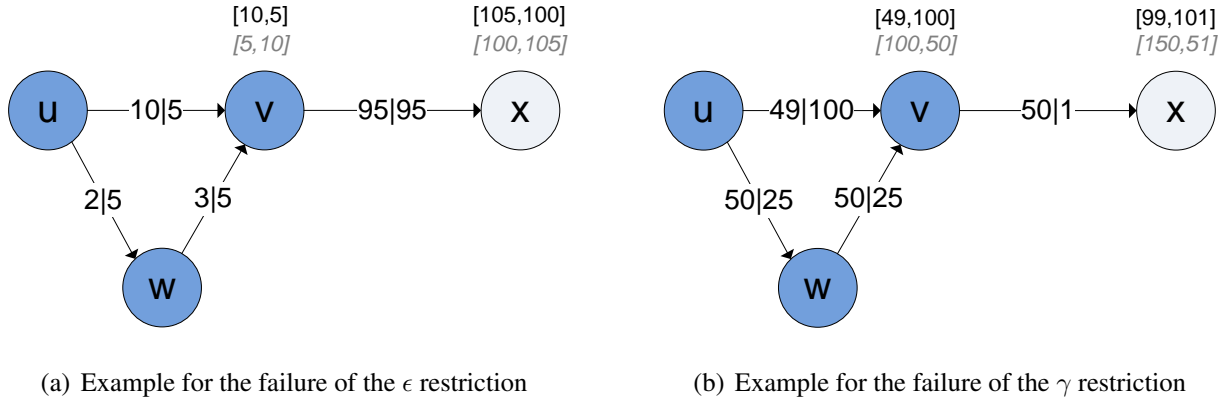 [10,5]
[5,10]
[105,100]
[100,105]
u
10|5
v
95|95
x
2|5
3|5
w
(a) Example for the failure of the ϵ restriction
[49,100]
[100,50]
[99,101]
[150,51]
u
49|100
v
50|1
x
50|25
50|25
w
(b) Example for the failure of the γ restriction